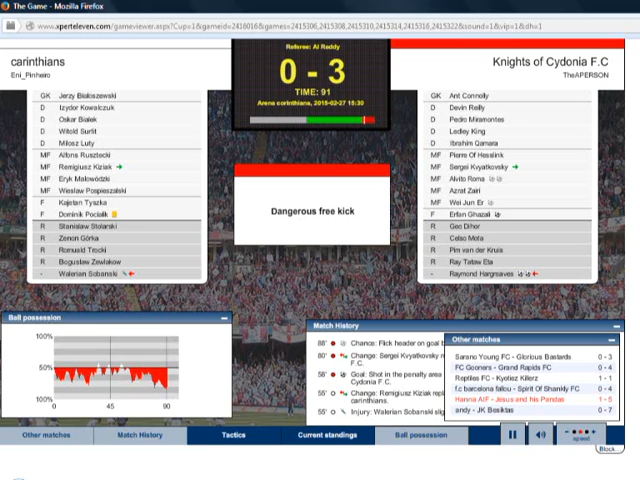 The Game - Mozilla Firefox
www.xperteleven.com/gameviewer.aspx?Cup=1&gameid=2416016&games=2415306,2415308,2415310,2415314,2415316,2415322&sound=1&vip=1&dh=1
corinthians
Eni_Pinheiro
Referee: Al Reddy
0 - 3
TIME: 91
Arena corinthians, 2015-02-27 15:30
Knights of Cydonia F.C
TheAPERSON
GK Jerzy Bialoszewski
D Izydor Kowalczuk
D Oskar Bialek
D Witold Surlit
D Milosz Luty
MF Alfons Rusztecki
MF Remigiusz Kiziak
MF Eryk Malowidzki
MF Wieslaw Pospieszalski
F Kajetan Tyszka
F Dominik Pocialik
R Stanislaw Stolarski
R Zenon Górka
R Romuald Trocki
R Boguslaw Zewlakow
- Walerian Sobanski
GK Ant Connolly
D Devin Reilly
D Pedro Miramontes
D Ledley King
D Ibrahim Qamara
MF Pierre Of Hesslink
MF Sergei Kvyatkovsky
MF Alvito Roma
MF Azrat Zairi
MF Wei Jun Er
F Erfan Ghazali
R Geo Dihor
R Celso Mota
R Pim van der Kruis
R Ray Tataw Eta
- Raymond Hargreaves
Dangerous free kick
Ball possession
100%
50%
100%
0 45 90
Match History
88' Chance: Flick header on goal b
80' Change: Sergei Kvyatkovsky r
F.C.
58' Goal: Shot in the penalty area
Cydonia F.C.
55' Change: Remigiusz Kiziak repl
corinthians.
55' Injury: Walerian Sobanski slig
Other matches
Sarano Young FC - Glorious Bastards 0 - 3
FC Gooners - Grand Rapids FC 0 - 4
Reptiles FC - Kyotiez Killerz 1 - 1
f.c barcelona fallou - Spirit Of Shankly FC 0 - 4
Hanna AIF - Jesus and his Pandas 1 - 5
andy - JK Besiktas 0 - 7
Other matches
Match History
Tactics
Current standings
Ball possession
speed
Block..